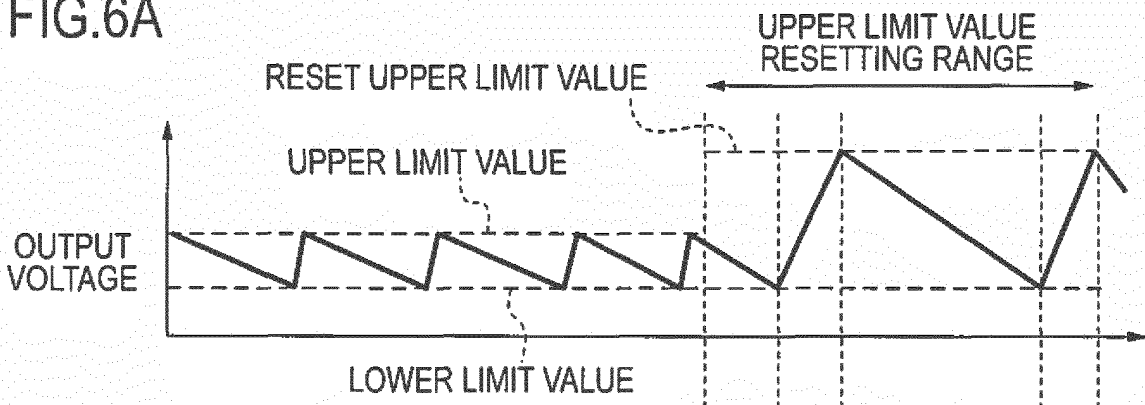 FIG.6A
UPPER LIMIT VALUE
RESETTING RANGE
RESET UPPER LIMIT VALUE
UPPER LIMIT VALUE
OUTPUT
VOLTAGE
LOWER LIMIT VALUE